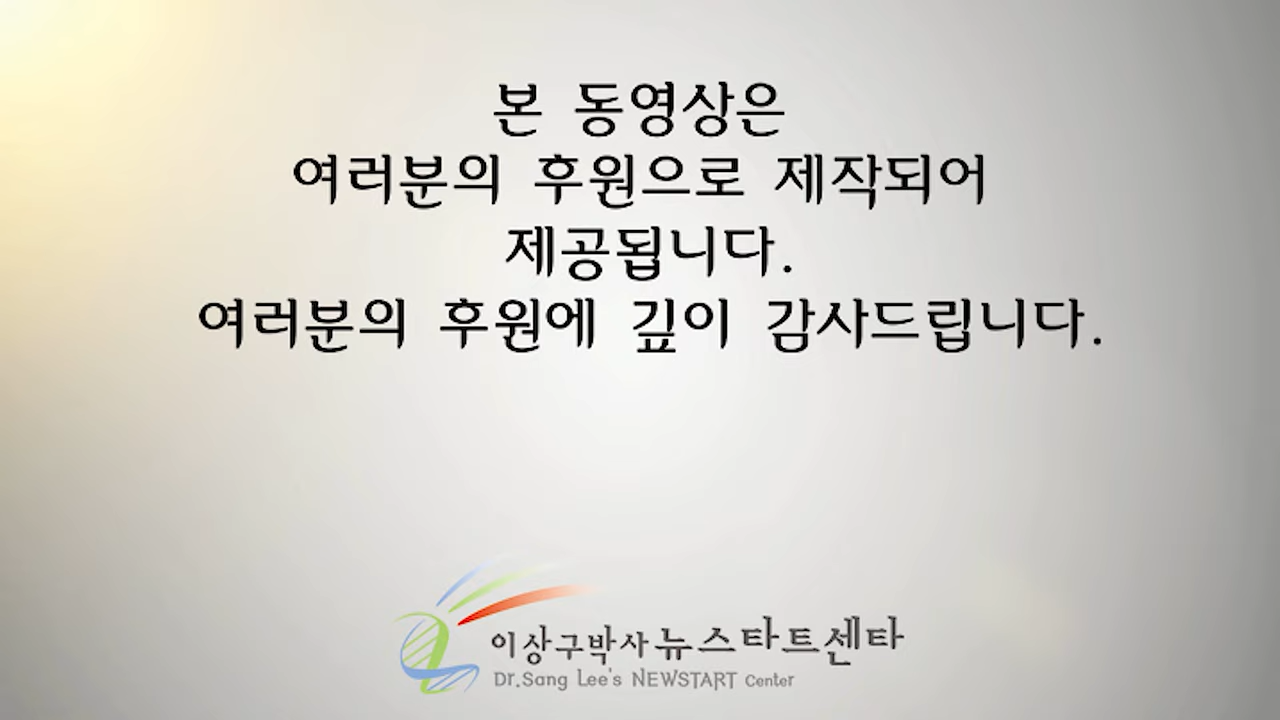 본 동영상은
여러분의 후원으로 제작되어
제공됩니다.
여러분의 후원에 깊이 감사드립니다.
이상구박사 뉴스타트센타
Dr.Sang Lee's NEWSTART Center